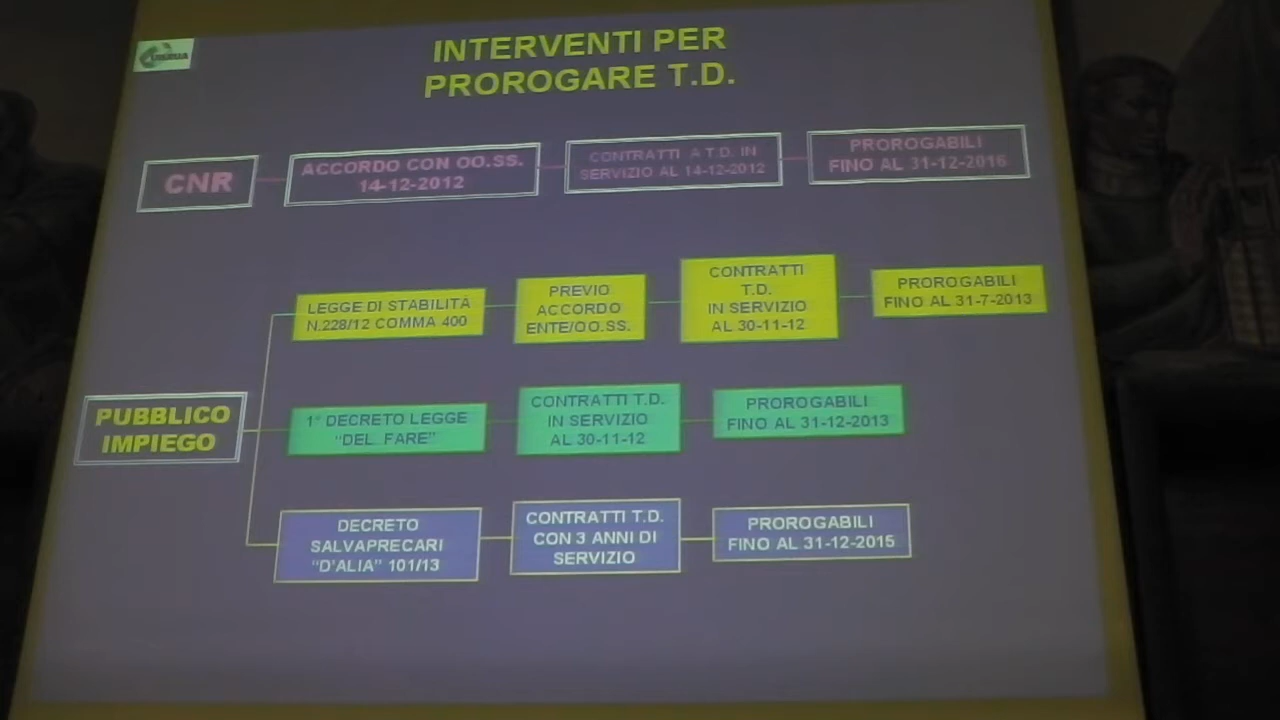 INTERVENTI PER
PROROGARE T.D.
CNR
ACCORDO CON OO.SS.
14-12-2012
CONTRATTI A T.D. IN
SERVIZIO AL 14-12-2012
PROROGABILI
FINO AL 31-12-2016
PUBBLICO
IMPIEGO
LEGGE DI STABILITÀ
N.228/12 COMMA 400
PREVIO
ACCORDO
ENTE/OO.SS.
CONTRATTI
T.D.
IN SERVIZIO
AL 30-11-12
PROROGABILI
FINO AL 31-7-2013
1° DECRETO LEGGE
"DEL FARE"
CONTRATTI T.D.
IN SERVIZIO
AL 30-11-12
PROROGABILI
FINO AL 31-12-2013
DECRETO
SALVAPRECARI
"D'ALIA" 101/13
CONTRATTI T.D.
CON 3 ANNI DI
SERVIZIO
PROROGABILI
FINO AL 31-12-2015